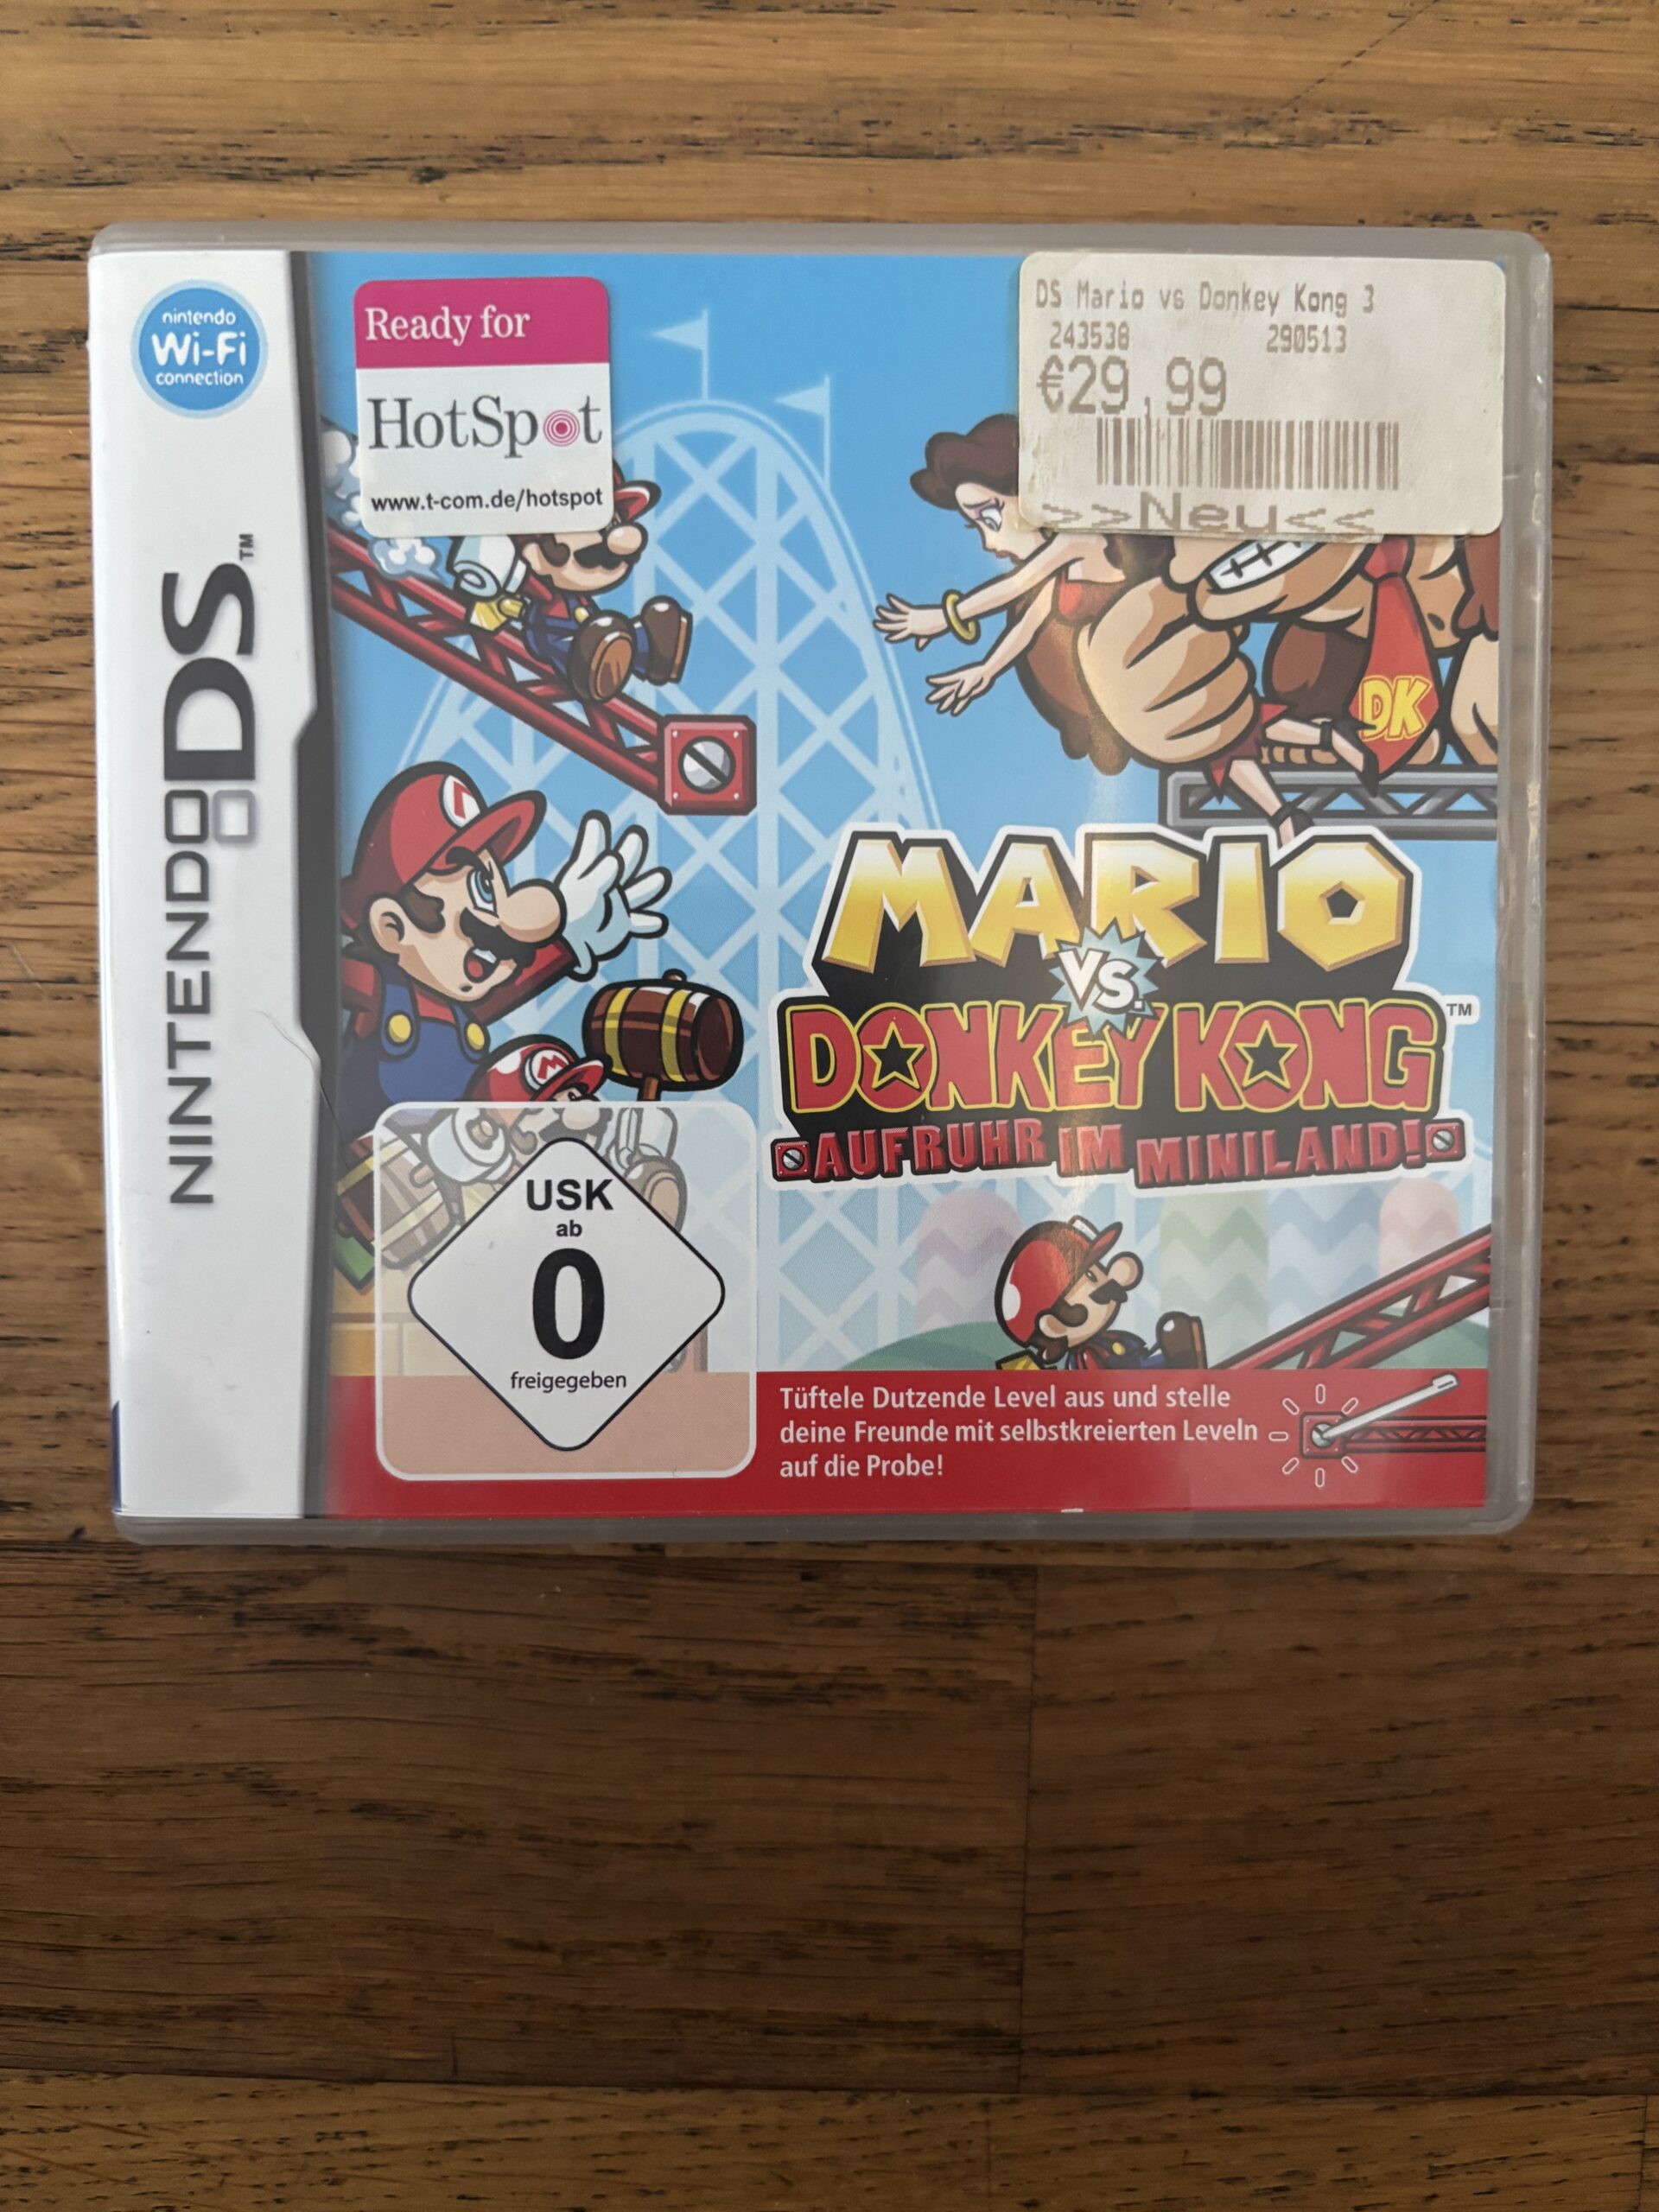 nintendo
Wi-Fi
connection
NINTENDO DS™
Ready for
HotSpot
www.t-com.de/hotspot
DS Mario vs Donkey Kong 3
243538 290513
€29,99
>>Neu<<
DK
MARIO
VS.
DONKEY KONG™
AUFRUHR IM MINILAND!
M
USK
ab
0
freigegeben
Tüftele Dutzende Level aus und stelle
deine Freunde mit selbstkreierten Leveln
auf die Probe!